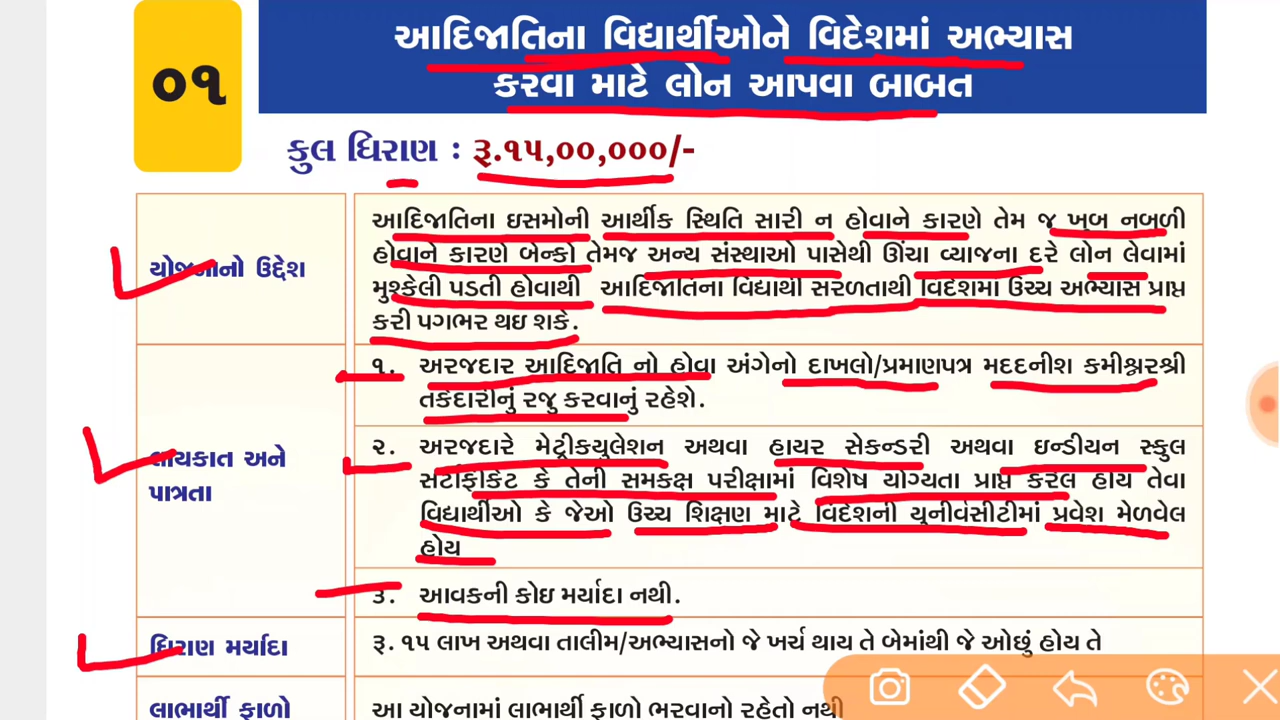 ૦૧
આદિજાતિના વિદ્યાર્થીઓને વિદેશમાં અભ્યાસ
કરવા માટે લોન આપવા બાબત
કુલ ધિરાણ : રૂ.૧૫,૦૦,૦૦૦/-
યોજનાનો ઉદ્દેશ
આદિજાતિના ઇસમોની આર્થીક સ્થિતિ સારી ન હોવાને કારણે તેમ જ ખુબ નબળી
હોવાને કારણે બેન્કો તેમજ અન્ય સંસ્થાઓ પાસેથી ઊંચા વ્યાજના દરે લોન લેવામાં
મુશ્કેલી પડતી હોવાથી આદિજાતિના વિદ્યાર્થી સરળતાથી વિદેશમાં ઉચ્ચ અભ્યાસ પ્રાપ્ત
કરી પગભર થઇ શકે.
લાયકાત અને
પાત્રતા
૧. અરજદાર આદિજાતિ નો હોવા અંગેનો દાખલો/પ્રમાણપત્ર મદદનીશ કમીશ્નરશ્રી
તકેદારીનું રજુ કરવાનું રહેશે.
૨. અરજદારે મેટ્રીકયુલેશન અથવા હાયર સેકન્ડરી અથવા ઇન્ડીયન સ્કુલ
સર્ટીફીકેટ કે તેની સમકક્ષ પરીક્ષામાં વિશેષ યોગ્યતા પ્રાપ્ત કરેલ હોય તેવા
વિદ્યાર્થીઓ કે જેઓ ઉચ્ચ શિક્ષણ માટે વિદેશની યુનીવર્સીટીમાં પ્રવેશ મેળવેલ
હોય
૩. આવકની કોઇ મર્યાદા નથી.
ધિરાણ મર્યાદા
રૂ. ૧૫ લાખ અથવા તાલીમ/અભ્યાસનો જે ખર્ચ થાય તે બેમાંથી જે ઓછું હોય તે
લાભાર્થી ફાળો
આ યોજનામાં લાભાર્થી ફાળો ભરવાનો રહેતો નથી